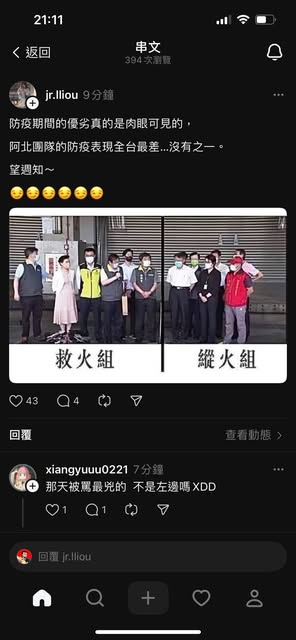 21:11
返回
串文
394 次瀏覽
jr.lliou 9分鐘
防疫期間的優劣真的是肉眼可見的，
阿北團隊的防疫表現全台最差...沒有之一。
望週知～
😏😏😏😏😏😏
救火組
縱火組
43
4
回覆
查看動態
xiangyuuu0221 7分鐘
那天被罵最兇的 不是左邊嗎XDD
1
1
回覆 jr.lliou